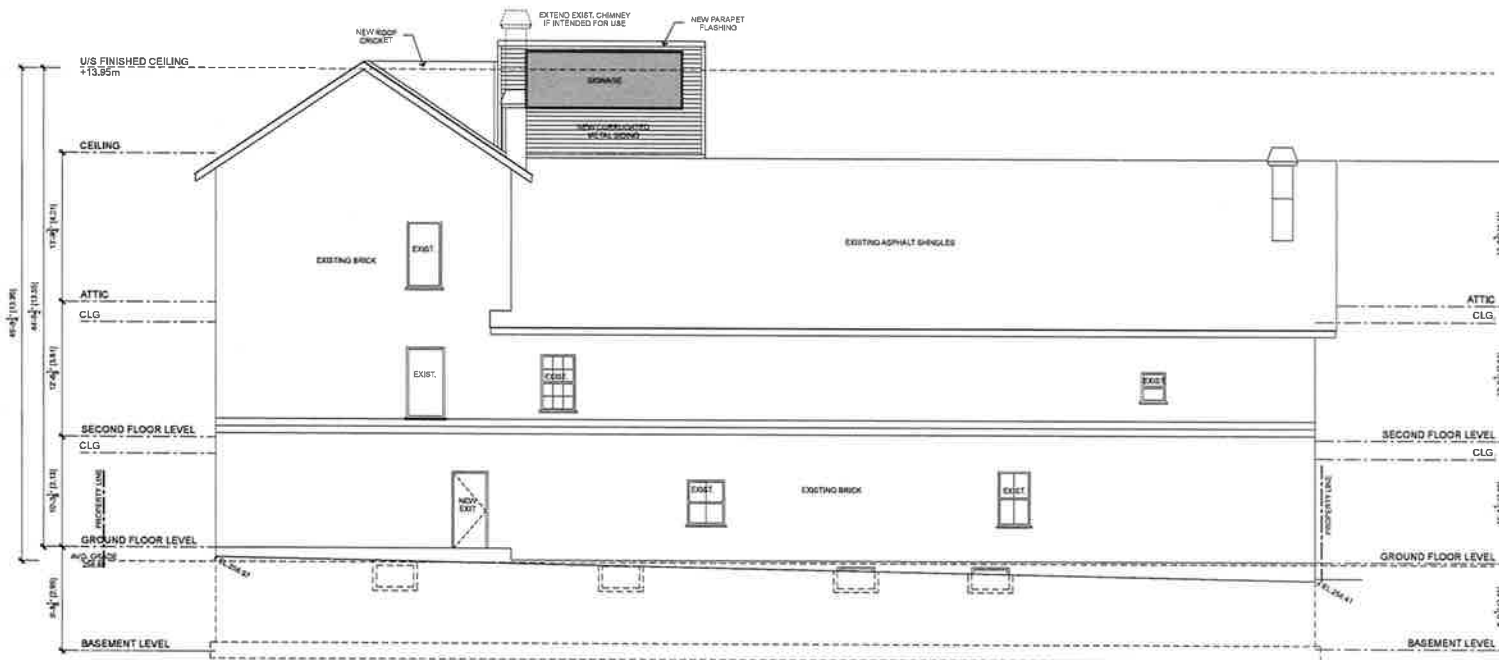 EXTEND EXIST. CHIMNEY
IF INTENDED FOR USE
NEW PARAPET
FLASHING
NEW ROOF
CRICKET
U/S FINISHED CEILING
+13.95m
SIGNAGE
NEW CORRUGATED
METAL SIDING
CEILING
EXISTING BRICK
EXIST.
EXISTING ASPHALT SHINGLES
ATTIC
CLG
ATTIC
CLG
EXIST.
EXIST.
EXIST
SECOND FLOOR LEVEL
CLG
SECOND FLOOR LEVEL
CLG
PROPERTY LINE
NEW
EXIT
EXIST.
EXISTING BRICK
EXIST.
PROPERTY LINE
GROUND FLOOR LEVEL
AVG. GRADE
GROUND FLOOR LEVEL
BASEMENT LEVEL
BASEMENT LEVEL